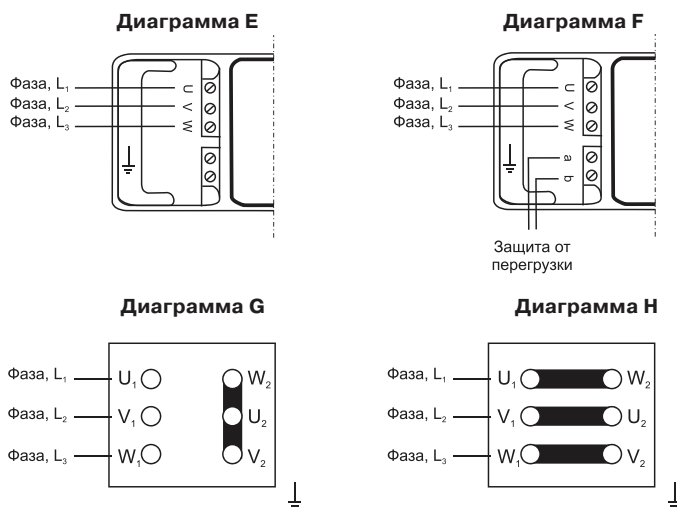 Диаграмма E
Диаграмма F
Фаза, L₁
U
Фаза, L₂
V
Фаза, L₃
W
Фаза, L₁
U
Фаза, L₂
V
Фаза, L₃
W
a
b
Защита от
перегрузки
Диаграмма G
Диаграмма H
Фаза, L₁ U₁ W₂
Фаза, L₂ V₁ U₂
Фаза, L₃ W₁ V₂
Фаза, L₁ U₁ W₂
Фаза, L₂ V₁ U₂
Фаза, L₃ W₁ V₂